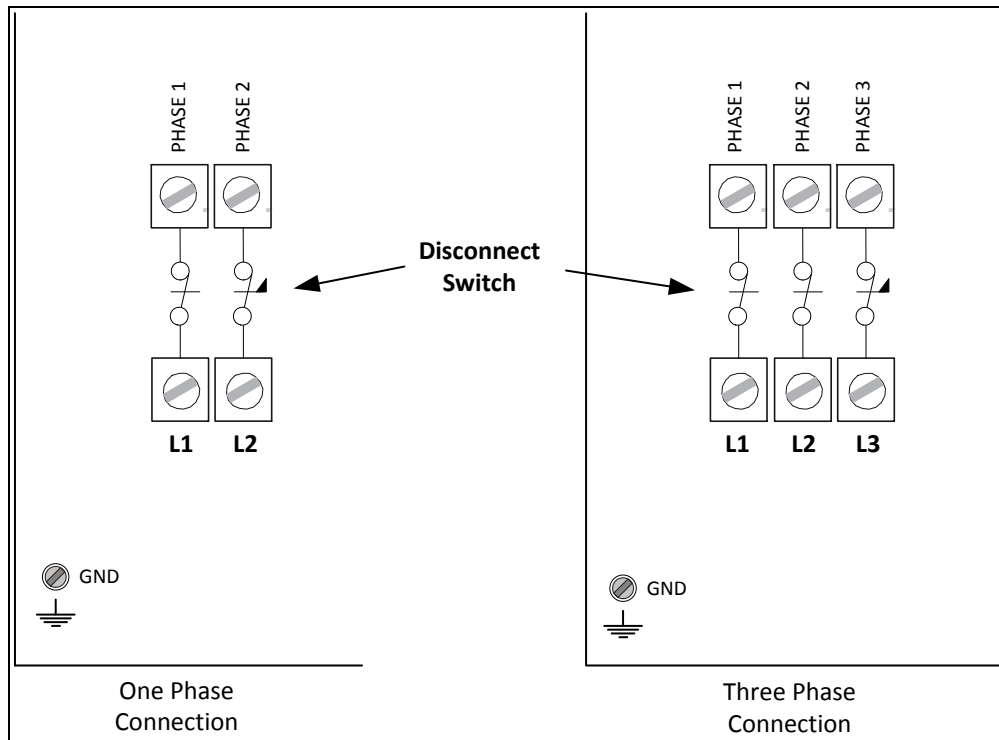 PHASE 1
PHASE 2
PHASE 1
PHASE 2
PHASE 3
Disconnect
Switch
L1
L2
L1
L2
L3
GND
GND
One Phase
Connection
Three Phase
Connection